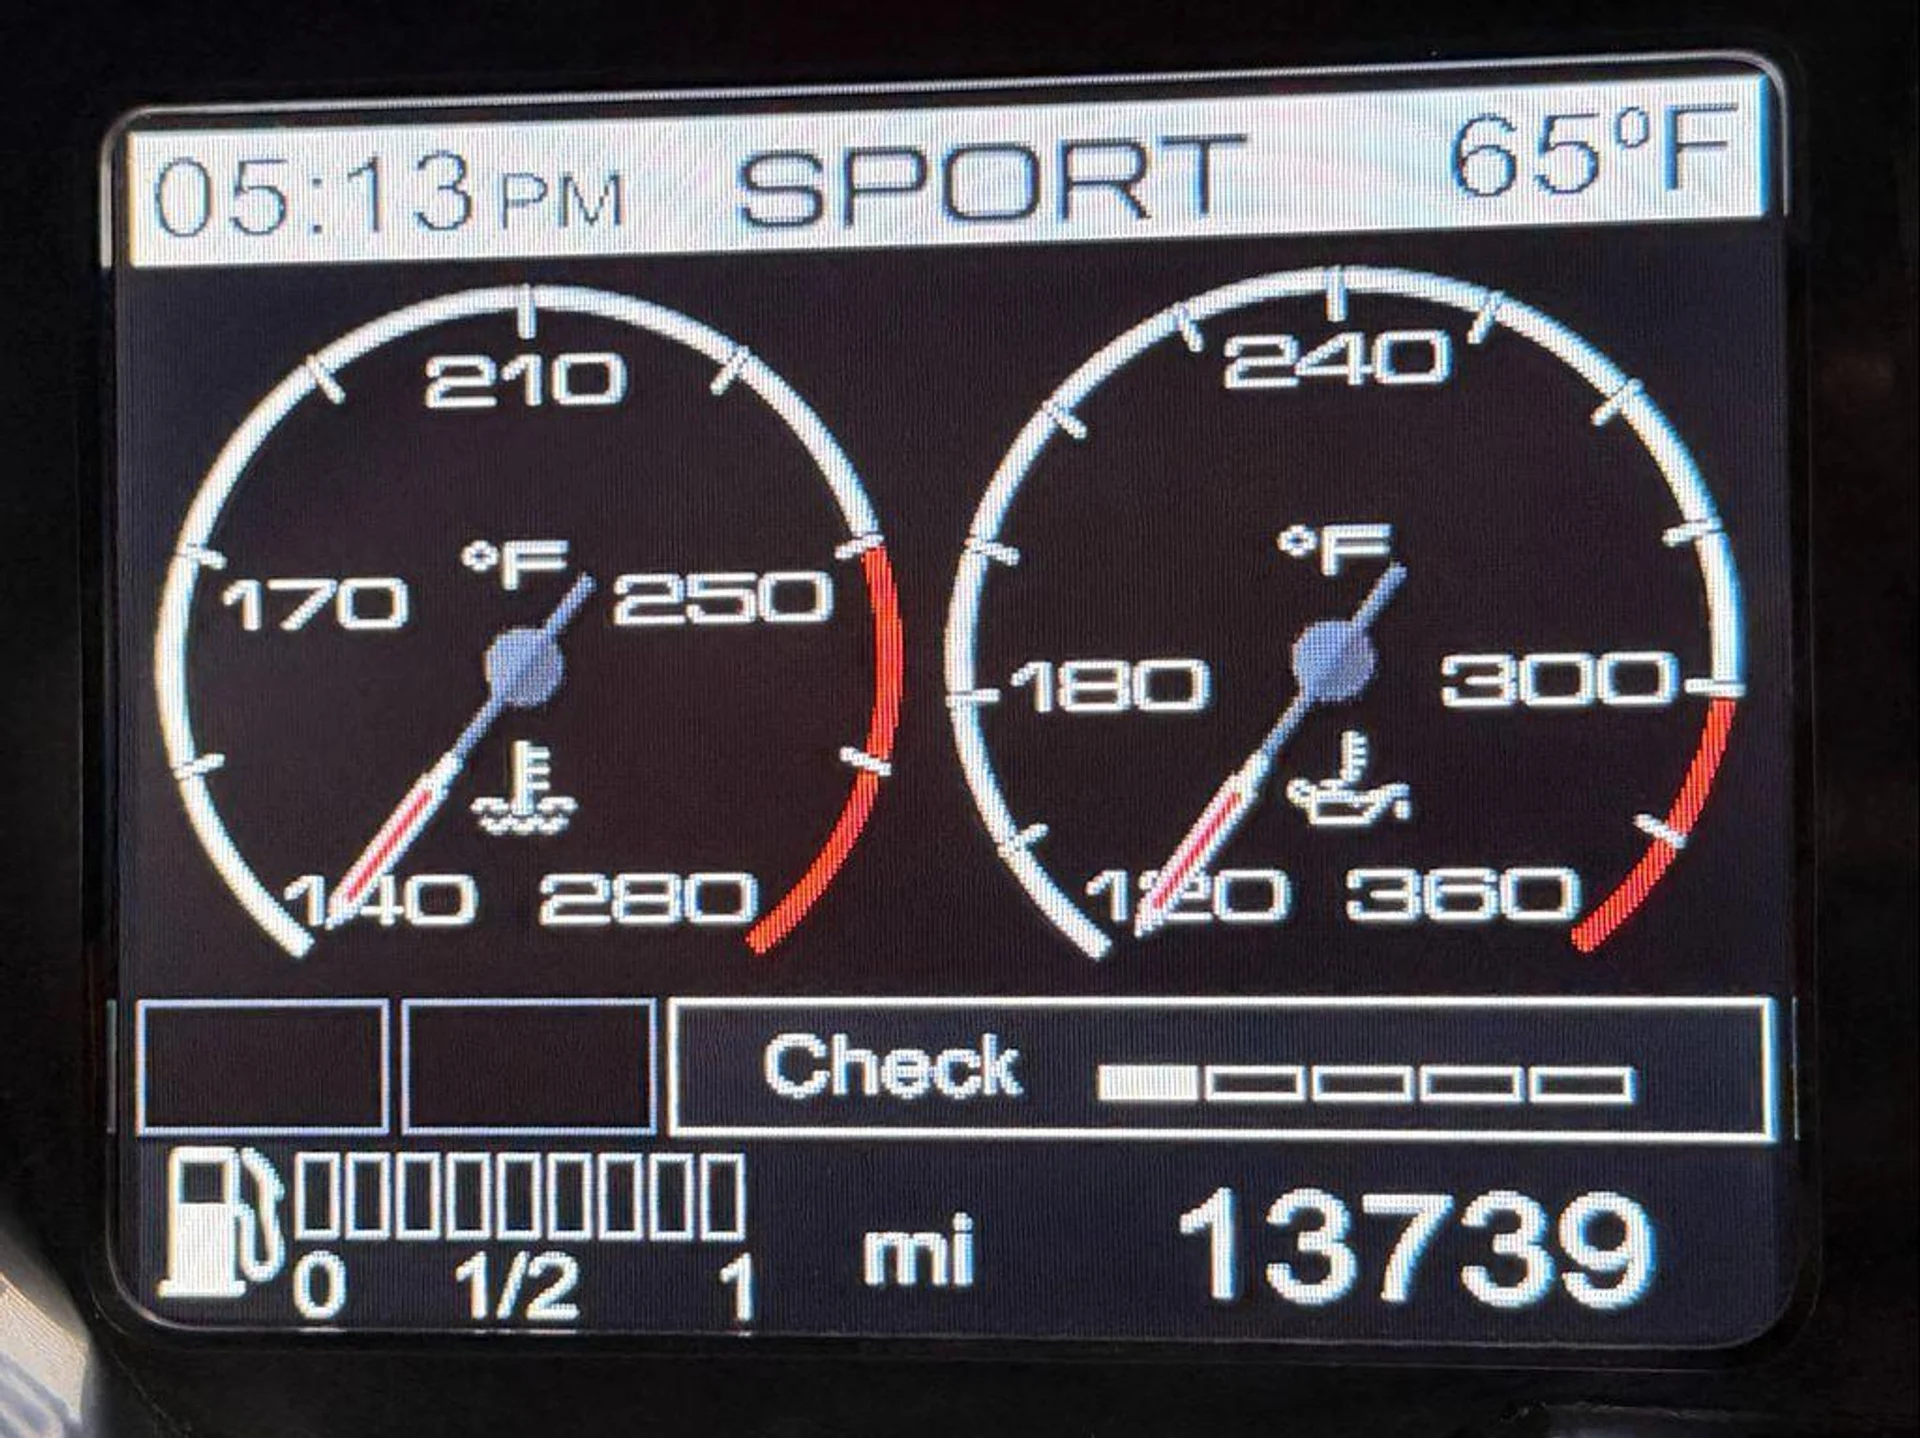 05:13 PM SPORT 65°F
210
240
°F
°F
170 250
180 300
140 280
120 360
Check
0 1/2 1
mi 13739